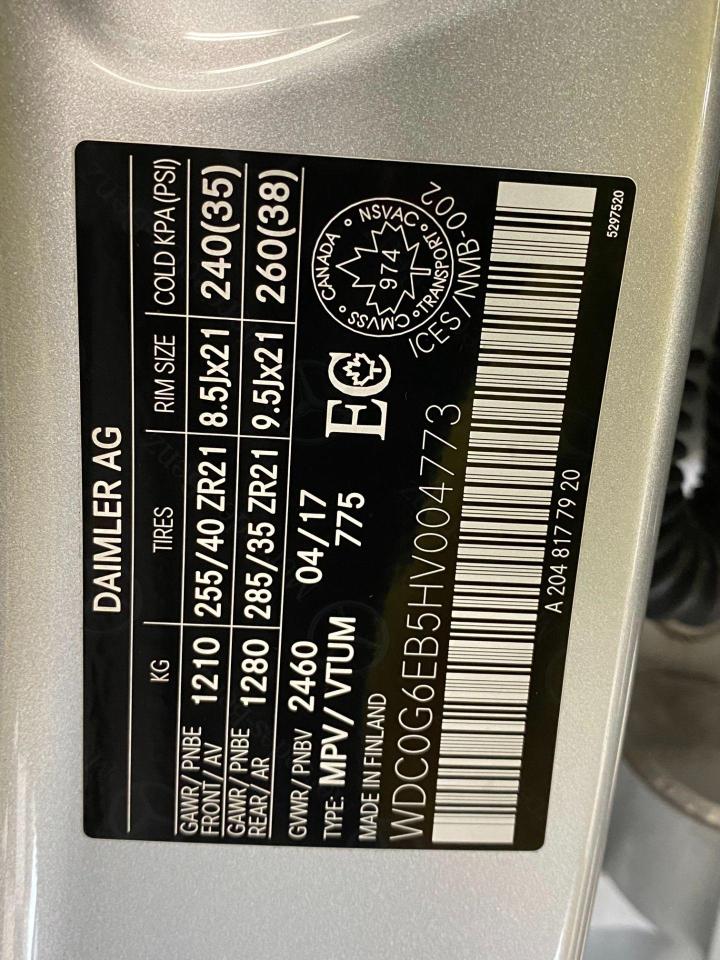 DAIMLER AG
KG TIRES RIM SIZE COLD KPA (PSI)
GAWR/ PNBE
FRONT/ AV 1210 255/40 ZR21 8.5Jx21 240(35)
GAWR/ PNBE
REAR/ AR 1280 285/35 ZR21 9.5Jx21 260(38)
GVWR/ PNBV 2460 04/17
TYPE: MPV/ VTUM 775
MADE IN FINLAND
EC
CANADA • NSVAC • TRANSPORT • CMVSS •
974
ICES/NMB-002
WDC0G6EB5HV004773
A 204 817 79 20
5297520